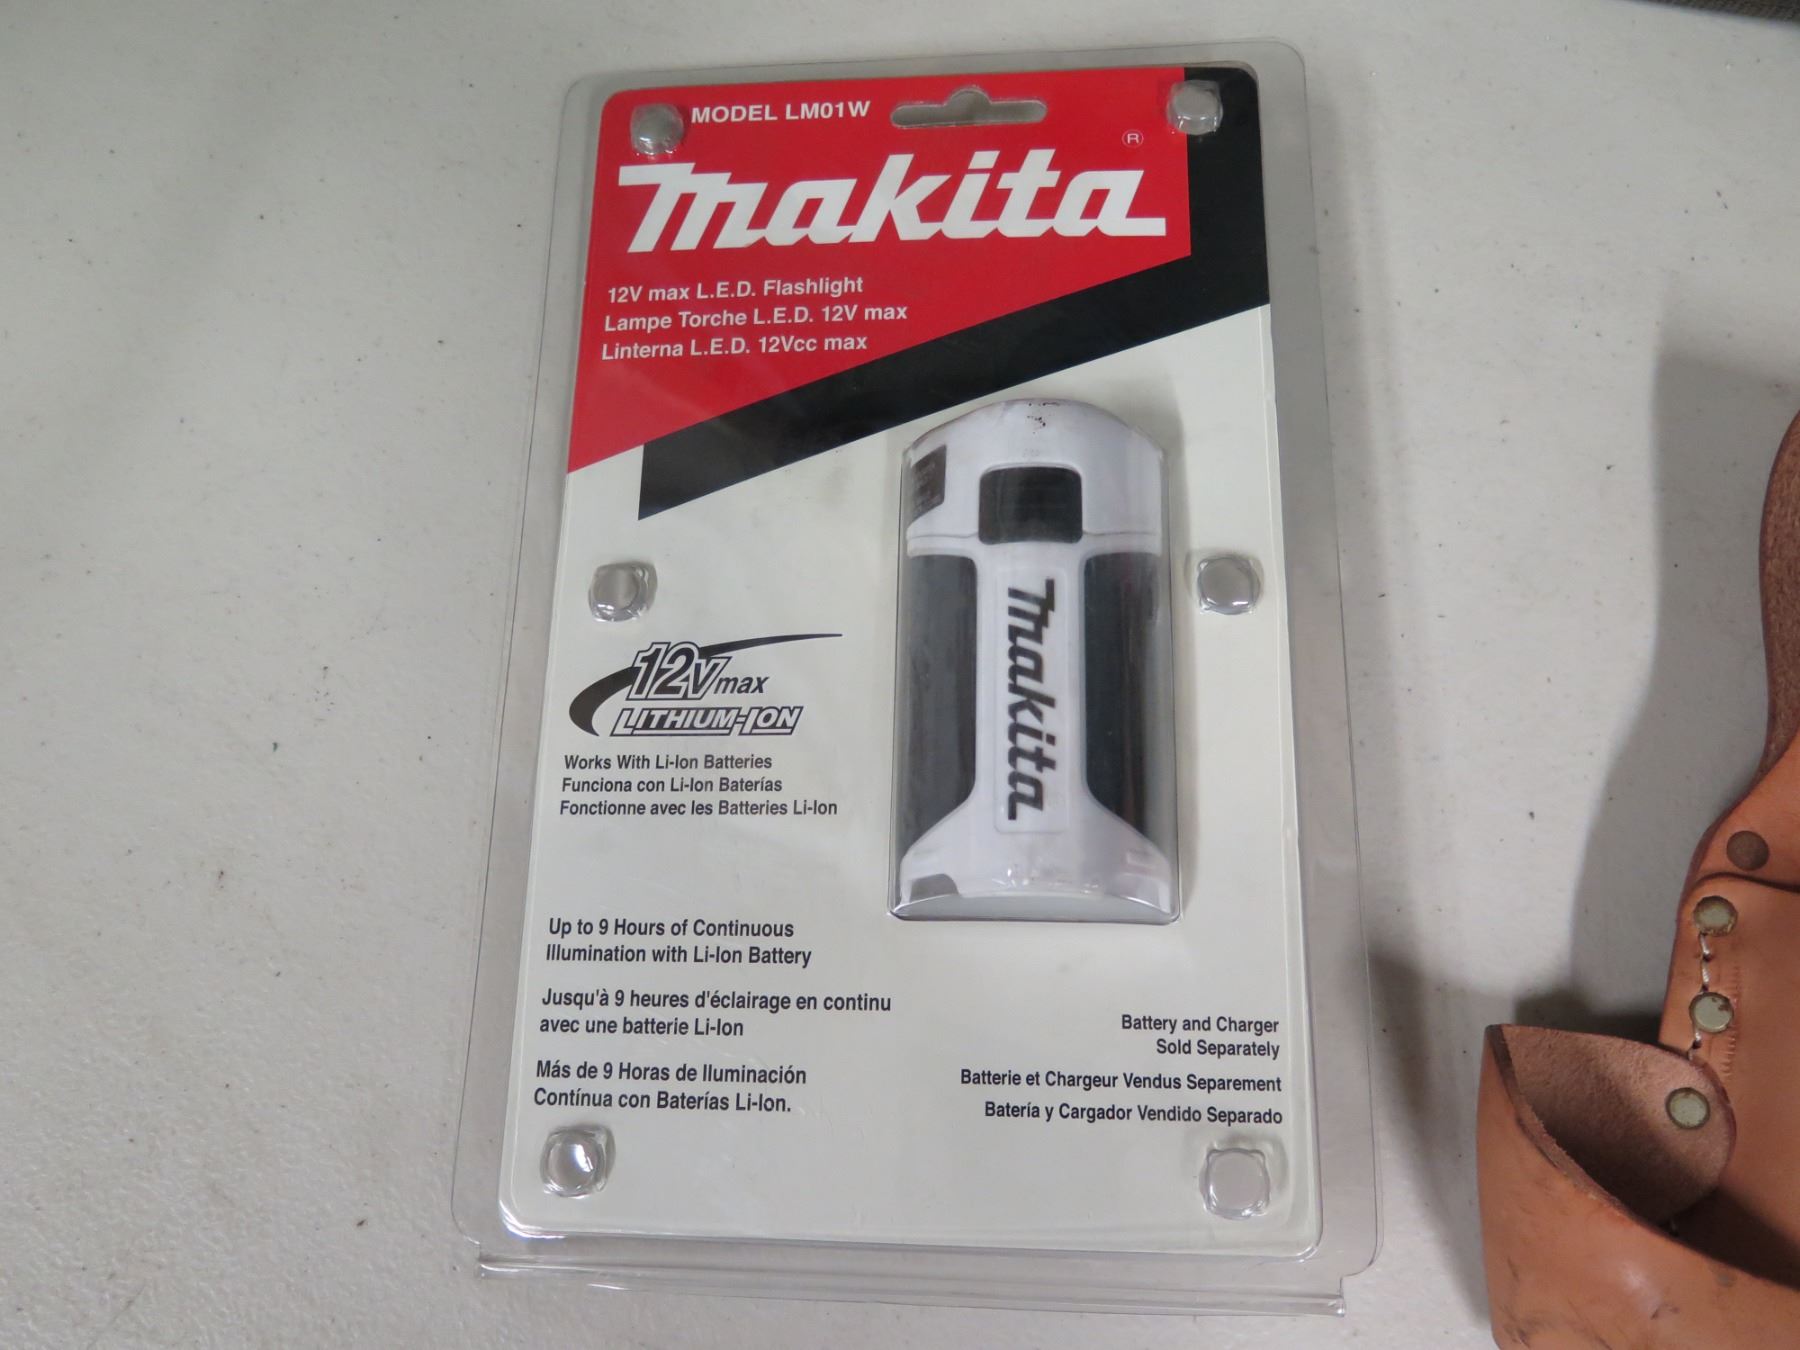 MODEL LM01W
makita®
12V max L.E.D. Flashlight
Lampe Torche L.E.D. 12V max
Linterna L.E.D. 12Vcc max
makita
12V max
LITHIUM-ION
Works With Li-Ion Batteries
Funciona con Li-Ion Baterías
Fonctionne avec les Batteries Li-Ion
Up to 9 Hours of Continuous
Illumination with Li-Ion Battery
Jusqu'à 9 heures d'éclairage en continu
avec une batterie Li-Ion
Más de 9 Horas de Iluminación
Contínua con Baterías Li-Ion.
Battery and Charger
Sold Separately
Batterie et Chargeur Vendus Separement
Batería y Cargador Vendido Separado